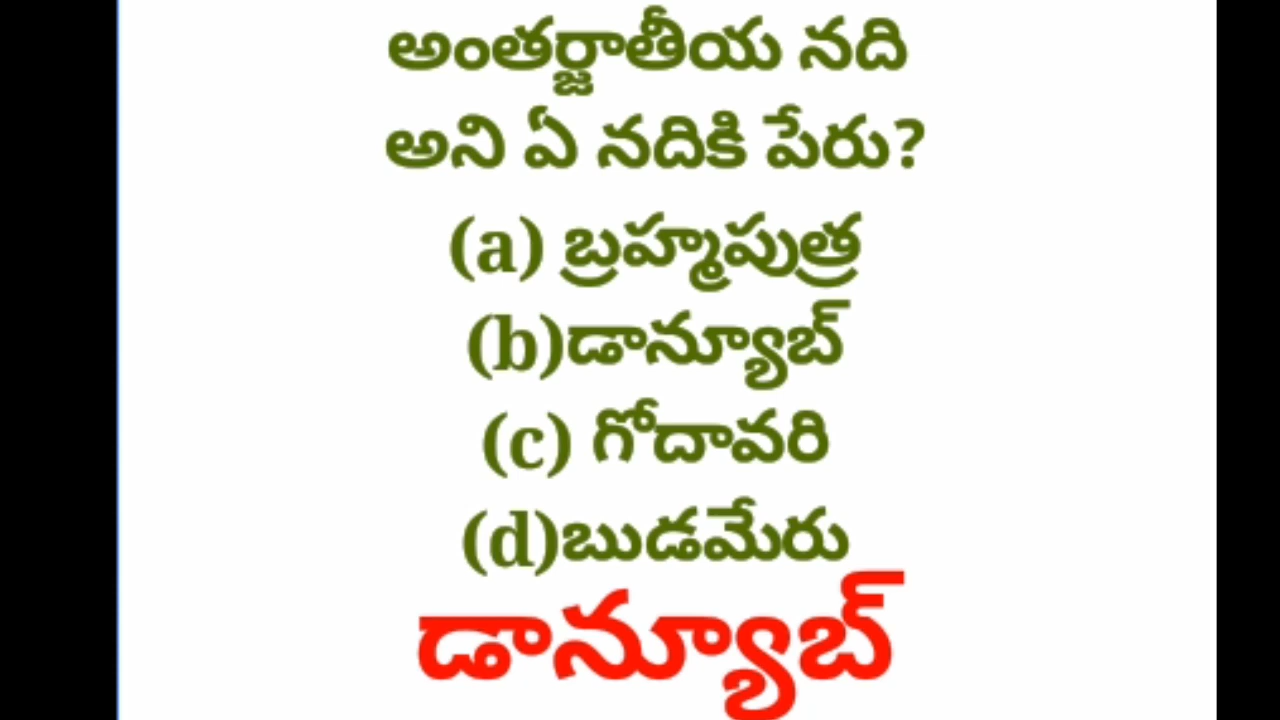 అంతర్జాతీయ నది
అని ఏ నదికి పేరు?
(a) బ్రహ్మపుత్ర
(b)డాన్యూబ్
(c) గోదావరి
(d)బుడమేరు
డాన్యూబ్